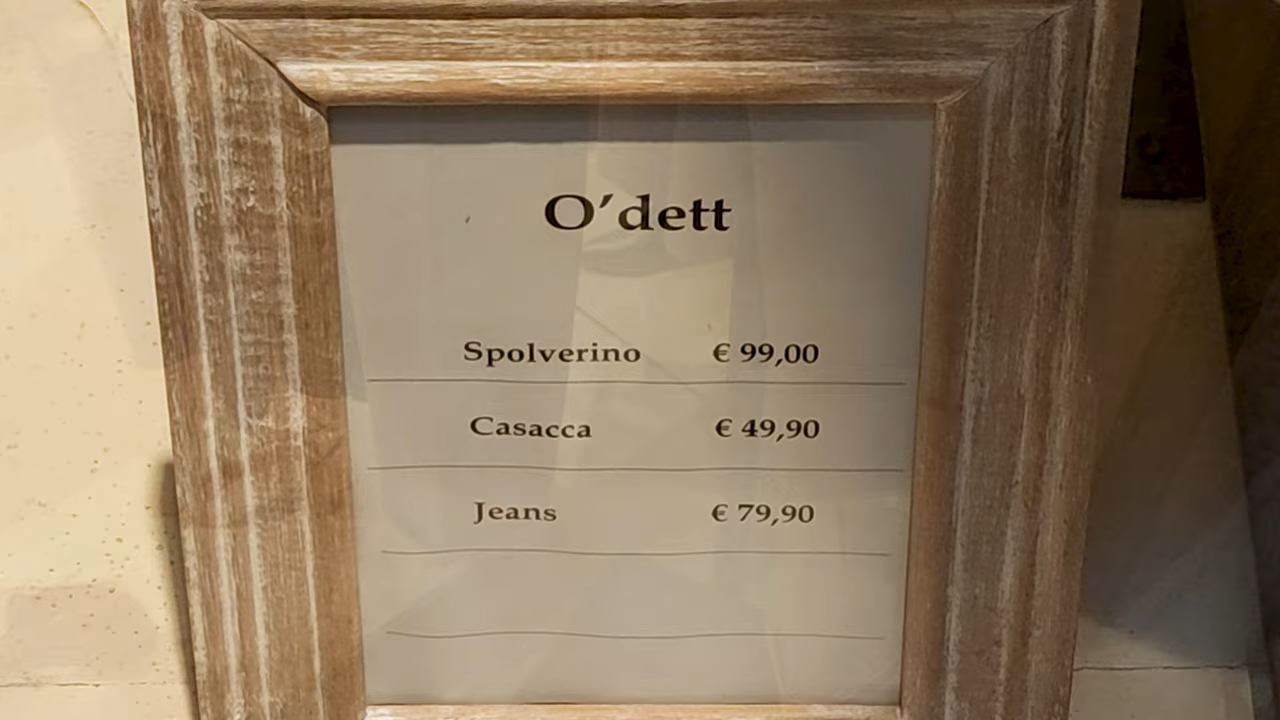 O'dett
Spolverino € 99,00
Casacca € 49,90
Jeans € 79,90